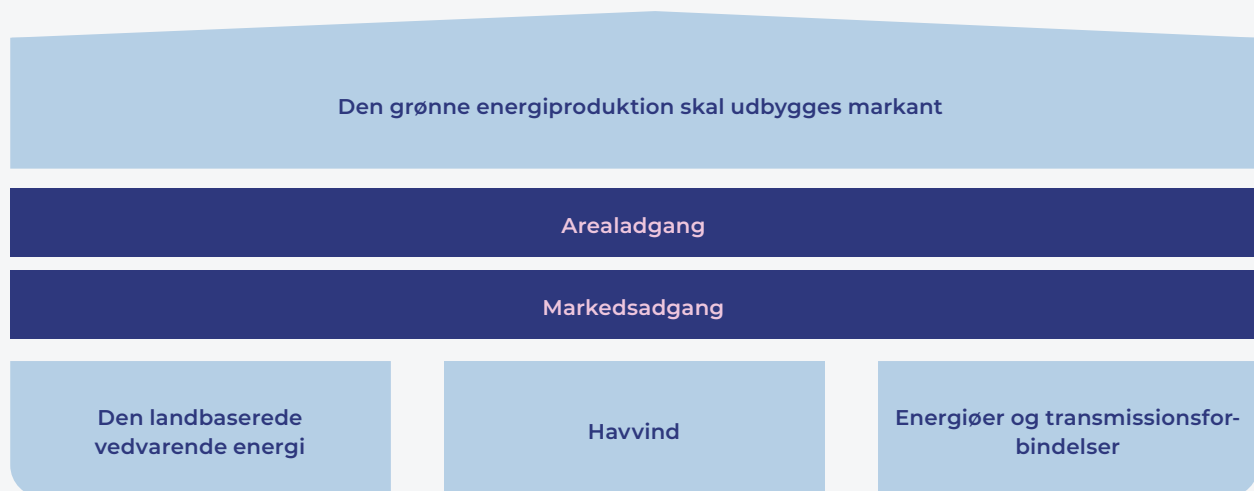 Den grønne energiproduktion skal udbygges markant
Arealadgang
Markedsadgang
Den landbaserede
vedvarende energi
Havvind
Energiøer og transmissionsfor-
bindelser